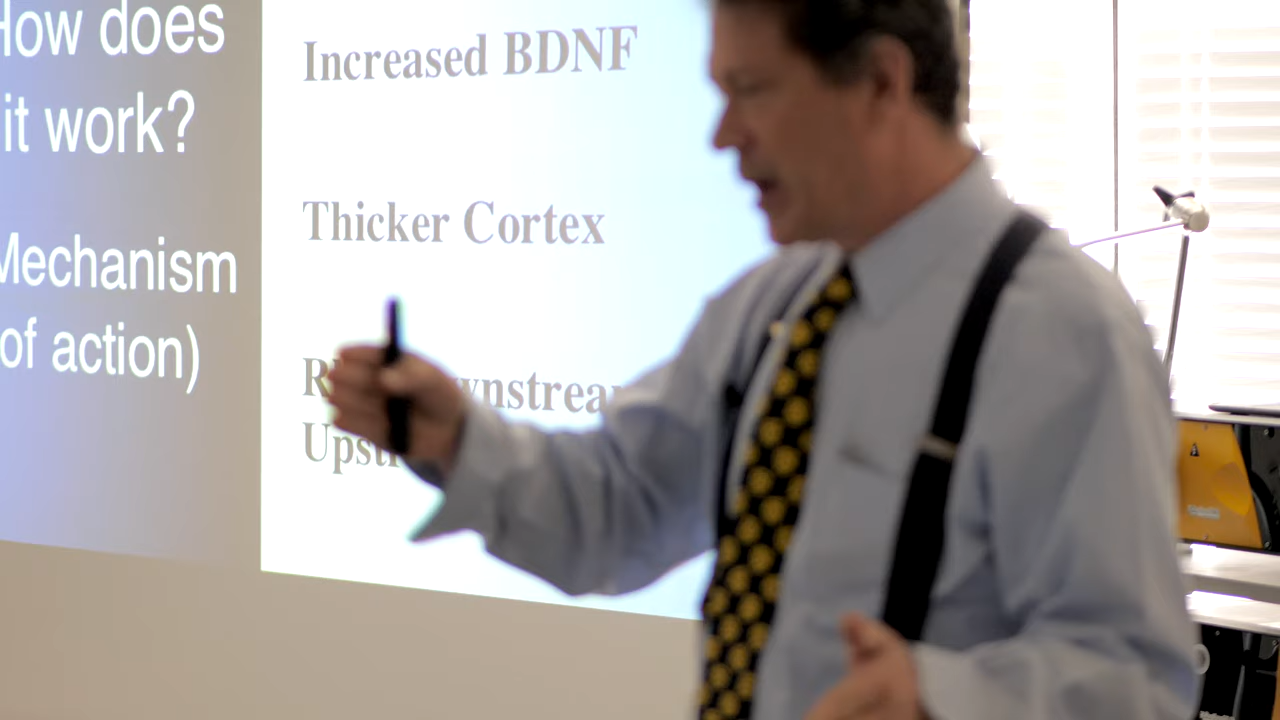 How does
it work?
Mechanism
of action)
Increased BDNF
Thicker Cortex